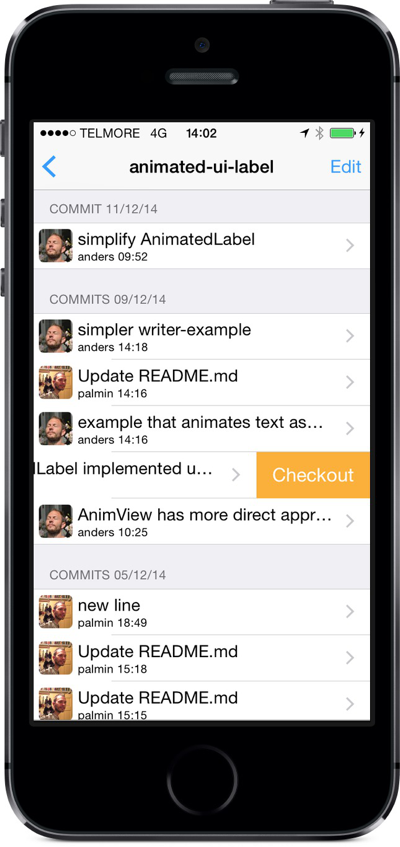 TELMORE 4G 14:02
animated-ui-label Edit
COMMIT 11/12/14
simplify AnimatedLabel
anders 09:52
COMMITS 09/12/14
simpler writer-example
anders 14:18
Update README.md
palmin 14:16
example that animates text as...
anders 14:16
lLabel implemented u... Checkout
AnimView has more direct appr...
anders 10:25
COMMITS 05/12/14
new line
palmin 18:49
Update README.md
palmin 15:18
Update README.md
palmin 15:15